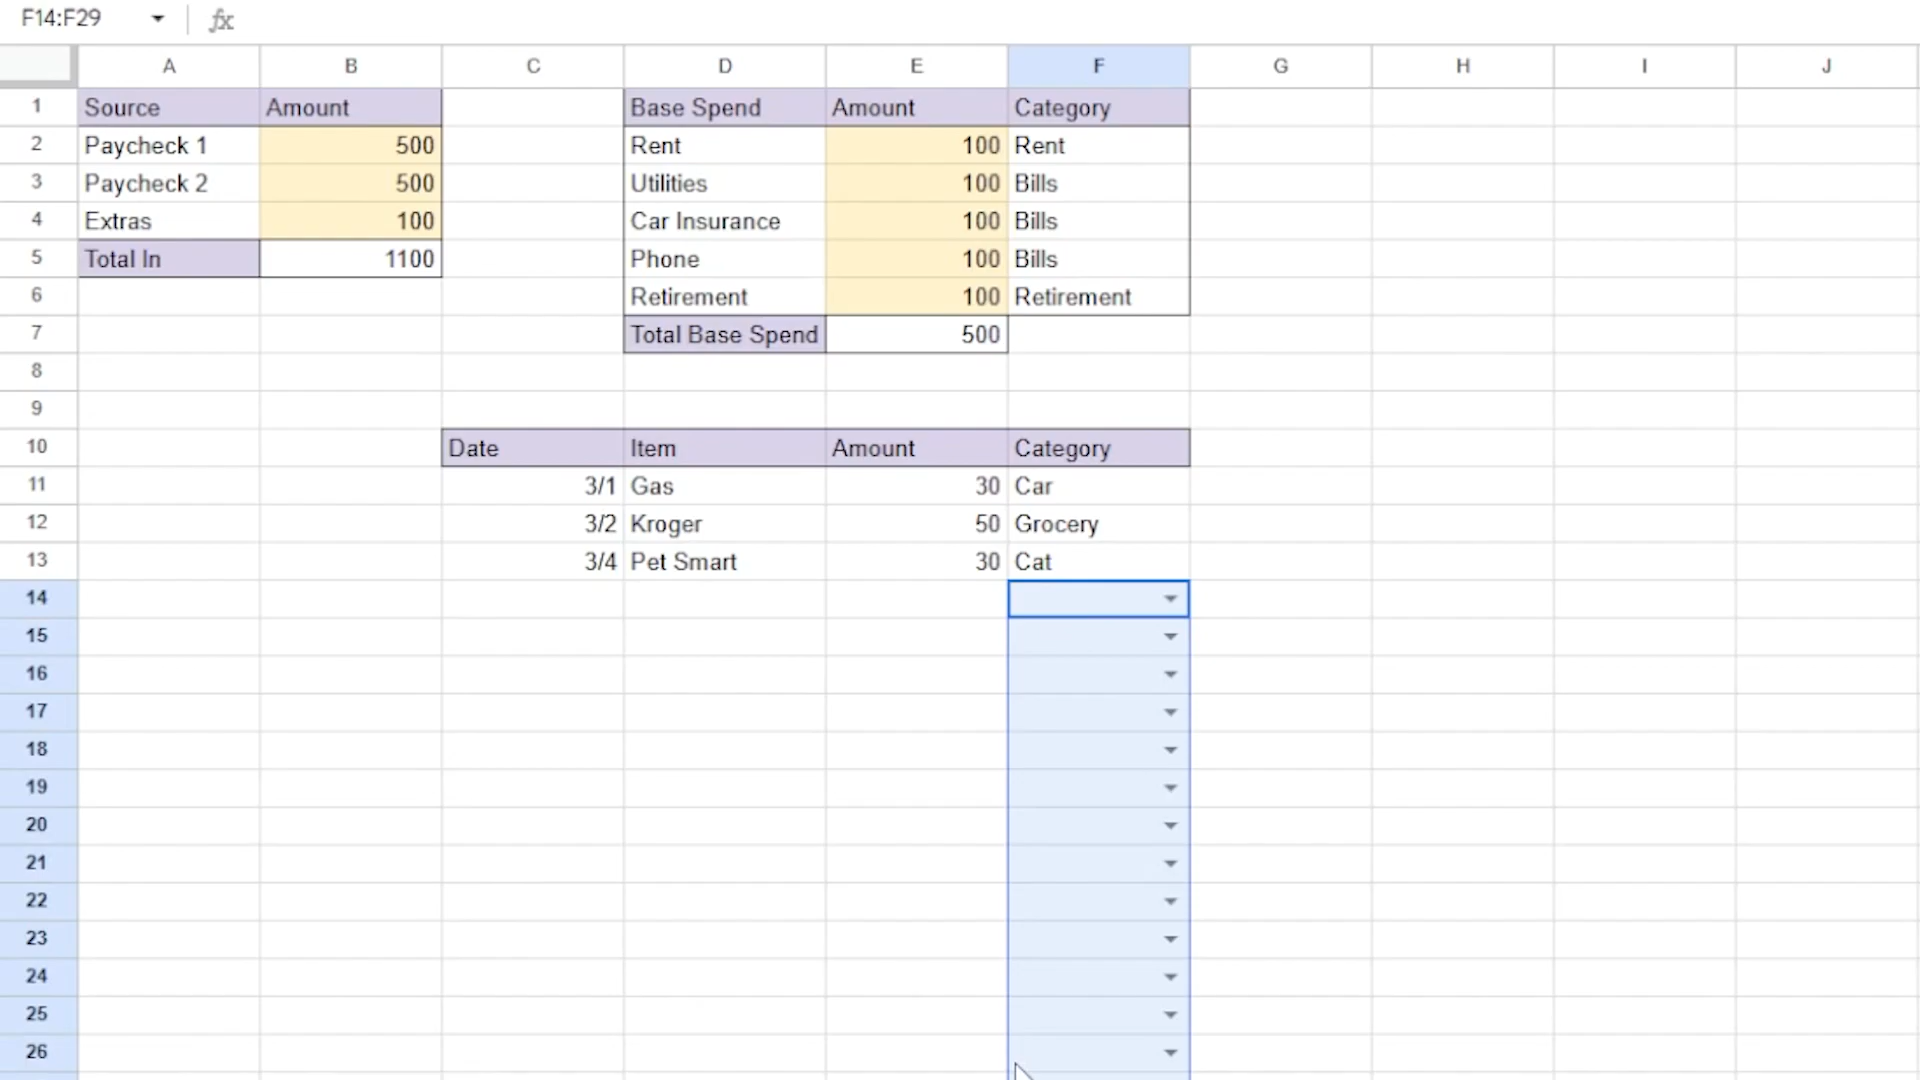 F14:F29 fx
A B C D E F G H I J
1 Source Amount Base Spend Amount Category
2 Paycheck 1 500 Rent 100 Rent
3 Paycheck 2 500 Utilities 100 Bills
4 Extras 100 Car Insurance 100 Bills
5 Total In 1100 Phone 100 Bills
6 Retirement 100 Retirement
7 Total Base Spend 500
8
9
10 Date Item Amount Category
11 3/1 Gas 30 Car
12 3/2 Kroger 50 Grocery
13 3/4 Pet Smart 30 Cat
14
15
16
17
18
19
20
21
22
23
24
25
26